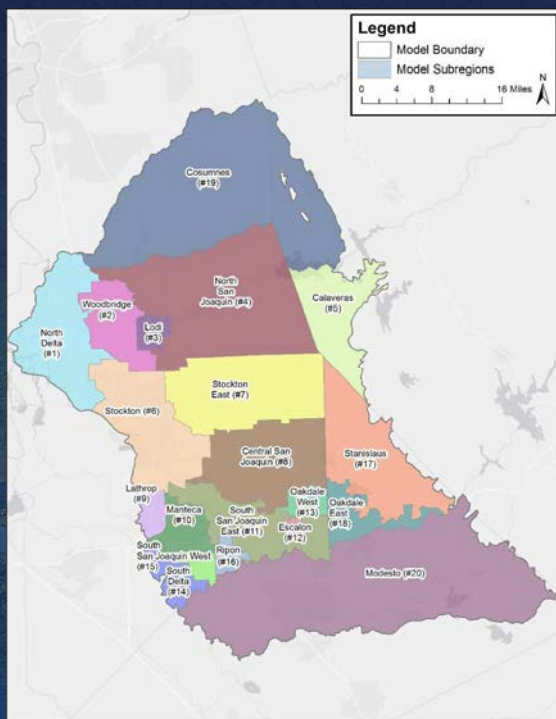 Legend
Model Boundary
Model Subregions
0 4 8 16 Miles
N
Cosumnes
(#19)
North
San
Joaquin
(#4)
Calaveras
(#5)
Woodbridge
(#2)
Lodi
(#3)
North
Delta
(#1)
Stockton
East (#7)
Stockton (#6)
Central San
Joaquin (#8)
Stanislaus
(#17)
Lathrop
(#9)
Manteca
(#10)
South
San Joaquin
East (#11)
Oakdale
West
(#13)
Oakdale
East
(#18)
Escalon
(#12)
South
San Joaquin West
(#15)
Ripon
(#16)
South
Delta
(#14)
Modesto (#20)